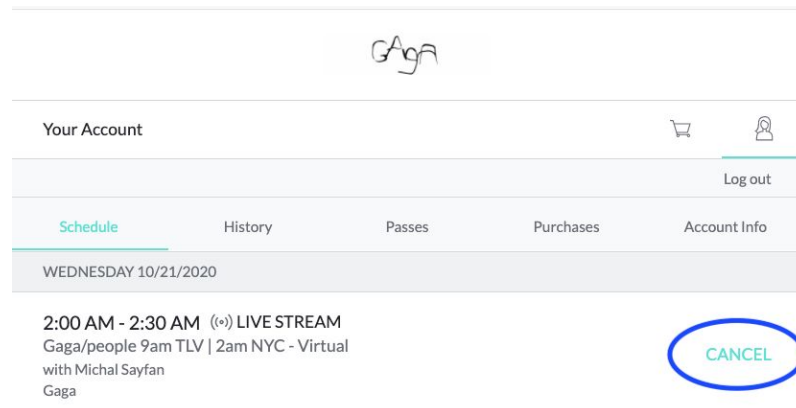 GAgA
Your Account
Log out
Schedule History Passes Purchases Account Info
WEDNESDAY 10/21/2020
2:00 AM - 2:30 AM ((•)) LIVE STREAM
Gaga/people 9am TLV | 2am NYC - Virtual
CANCEL
with Michal Sayfan
Gaga